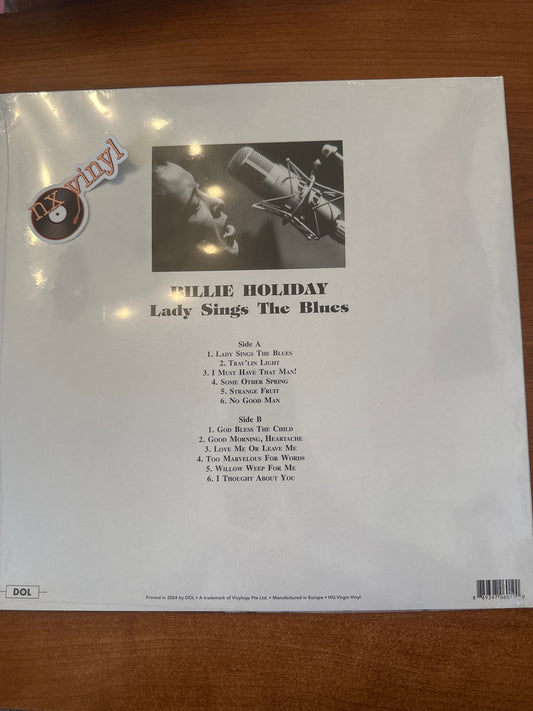 nx vinyl
BILLIE HOLIDAY
Lady Sings The Blues
Side A
1. Lady Sings The Blues
2. Trav'lin Light
3. I Must Have That Man!
4. Some Other Spring
5. Strange Fruit
6. No Good Man
Side B
1. God Bless The Child
2. Good Morning, Heartache
3. Love Me Or Leave Me
4. Too Marvelous For Words
5. Willow Weep For Me
6. I Thought About You
DOL
Printed in 2024 by DOL • A trademark of Vinylogy Pte Ltd. • Manufactured in Europe • HQ Virgin Vinyl